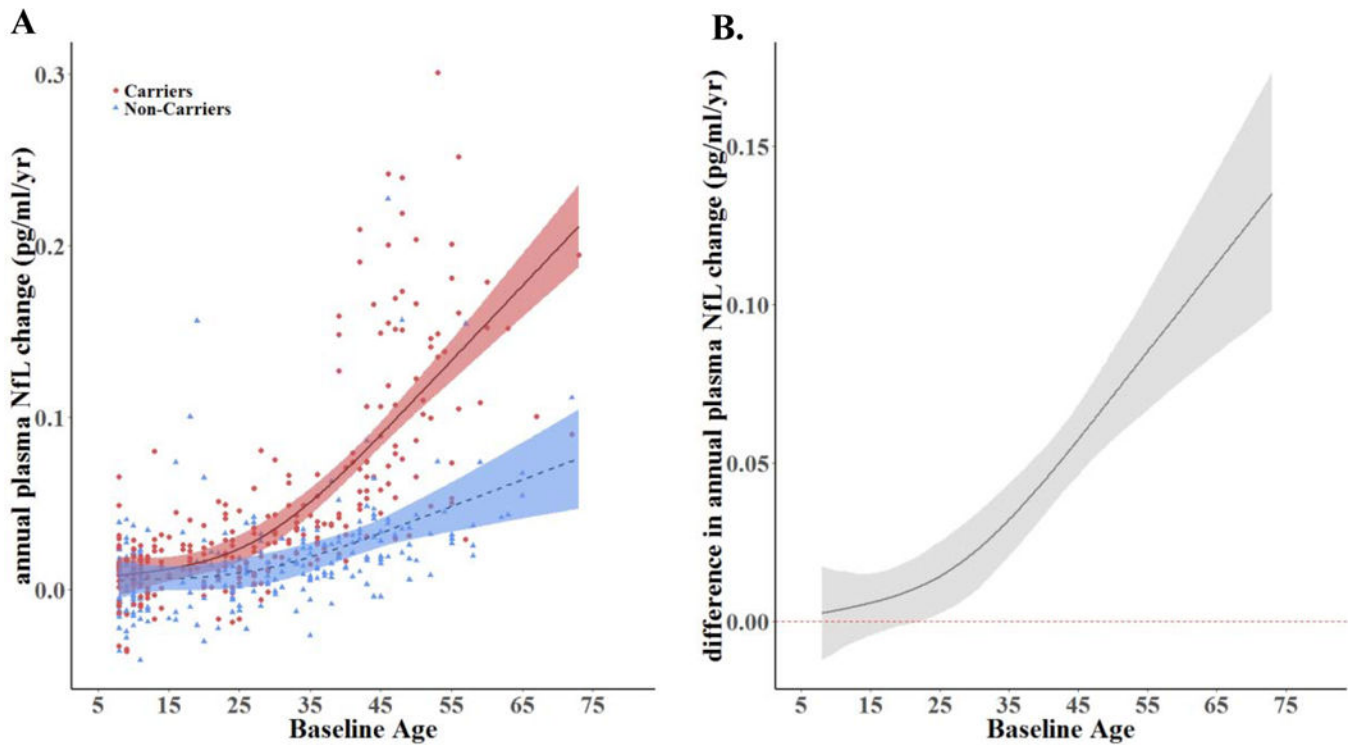 A
annual plasma NfL change (pg/ml/yr)
0.3
0.2
0.1
0.0
Carriers
Non-Carriers
5 15 25 35 45 55 65 75
Baseline Age
B.
difference in annual plasma NfL change (pg/ml/yr)
0.15
0.10
0.05
0.00
5 15 25 35 45 55 65 75
Baseline Age